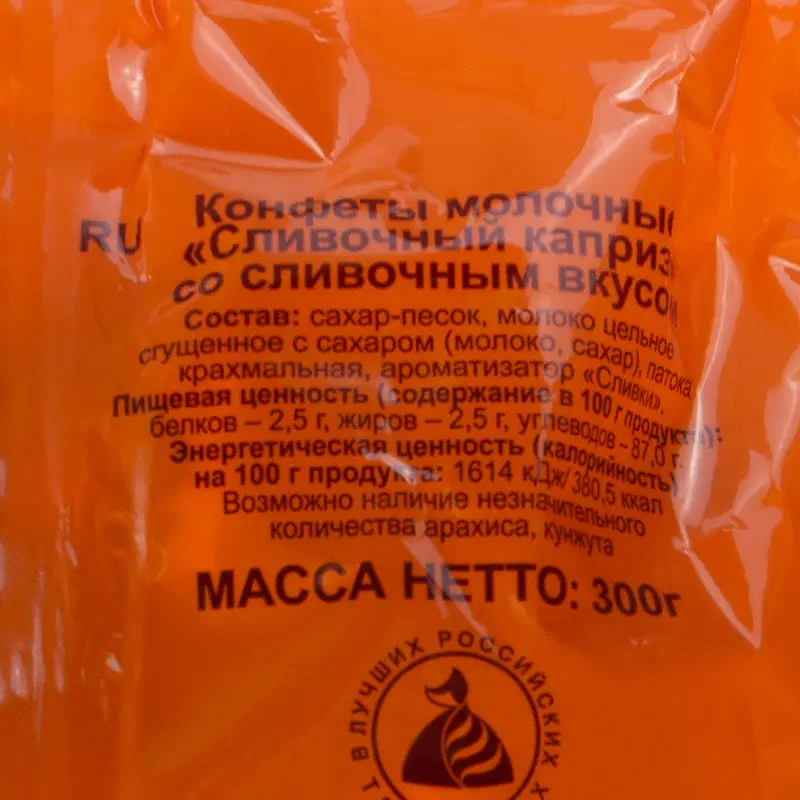 RU
Конфеты молочны
«Сливочный каприз
со сливочным вкусом
Состав: сахар-песок, молоко цельное
сгущенное с сахаром (молоко, сахар), патока
крахмальная, ароматизатор «Сливки».
Пищевая ценность (содержание в 100 г продукта):
белков – 2,5 г, жиров – 2,5 г, углеводов – 87,0 г.
Энергетическая ценность (калорийность)
на 100 г продукта: 1614 кДж/ 380,5 ккал
Возможно наличие незначительного
количества арахиса, кунжута
МАССА НЕТТО: 300г
В ЛУЧШИХ РОССИЙСКИХ